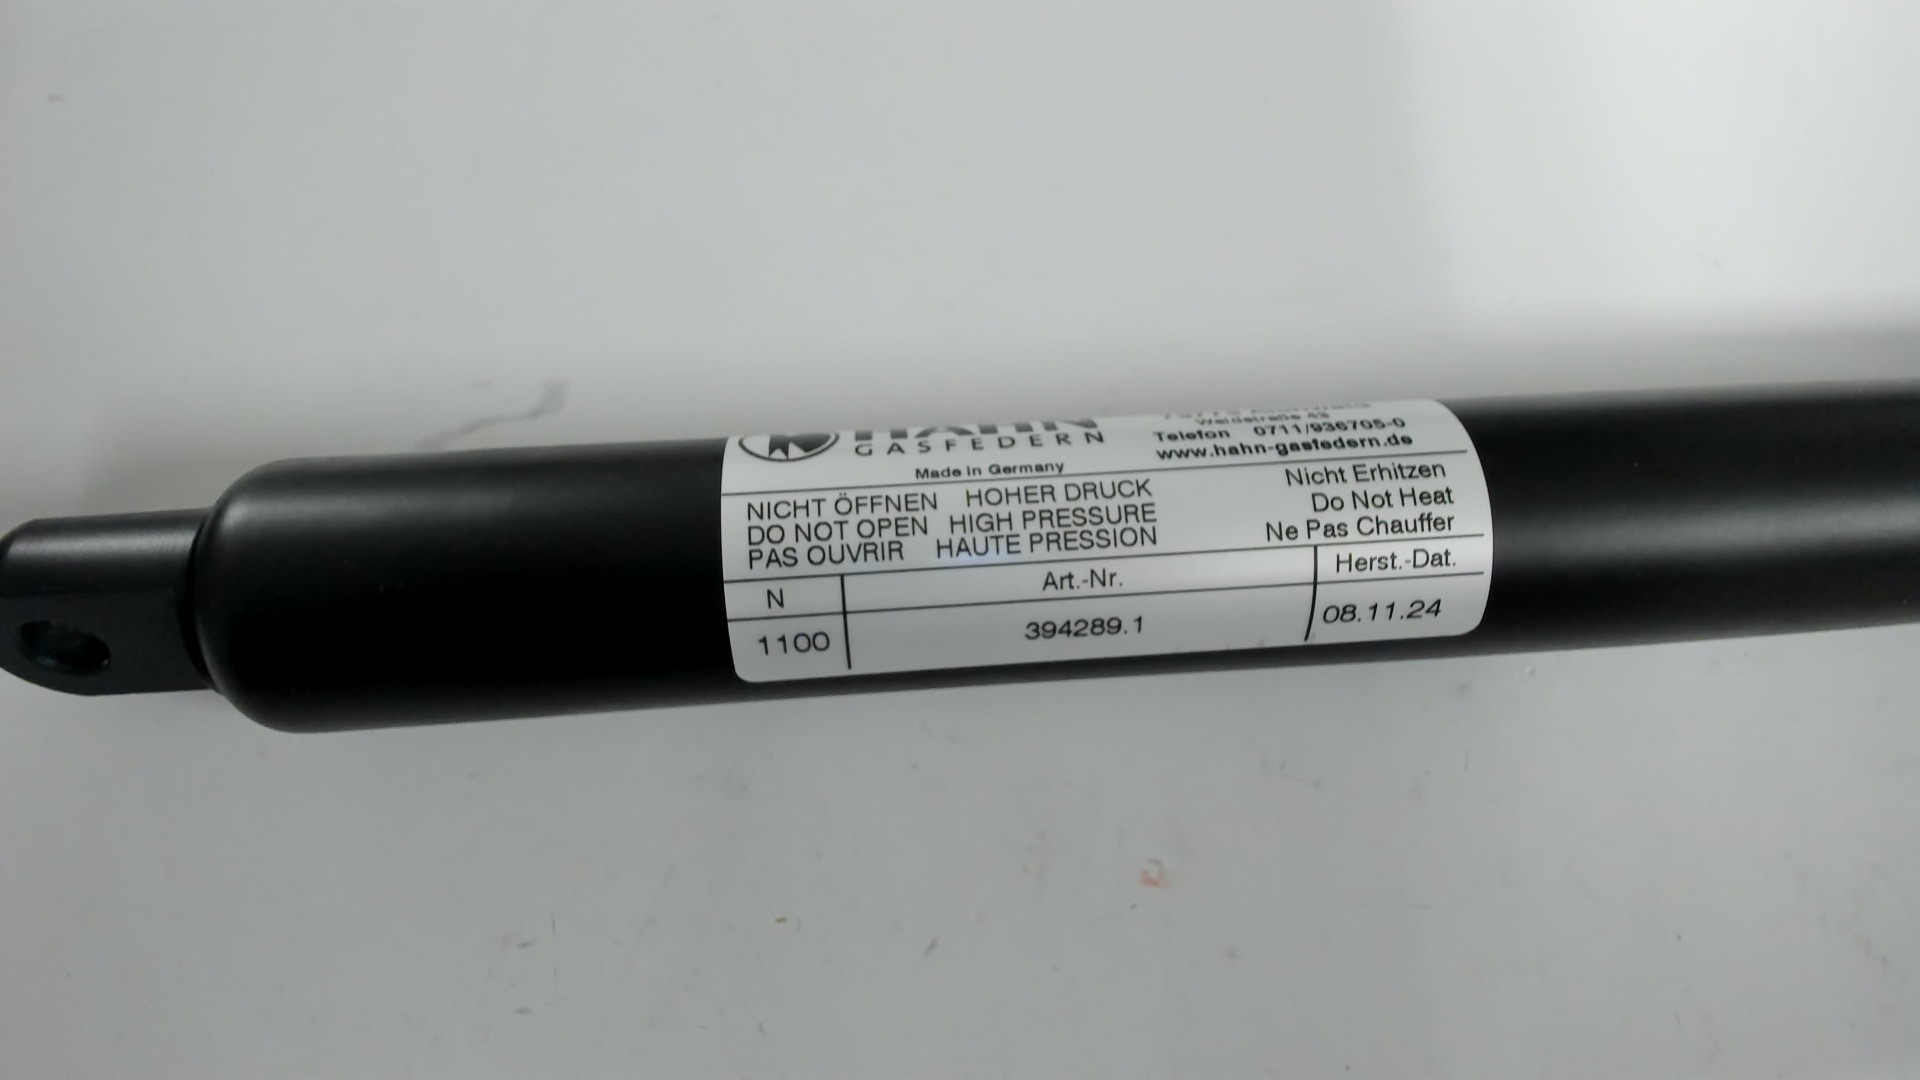 HAHN
GASFEDERN
Made in Germany
Waldstraße 43
Telefon 0711/936705-0
www.hahn-gasfedern.de
NICHT ÖFFNEN HOHER DRUCK
DO NOT OPEN HIGH PRESSURE
PAS OUVRIR HAUTE PRESSION
Nicht Erhitzen
Do Not Heat
Ne Pas Chauffer
N Art.-Nr. Herst.-Dat.
1100 394289.1 08.11.24